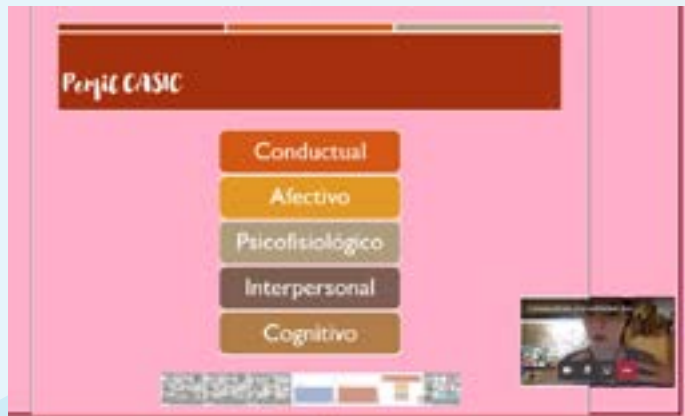 Perfil CASIC
Conductual
Afectivo
Psicofisiológico
Interpersonal
Cognitivo